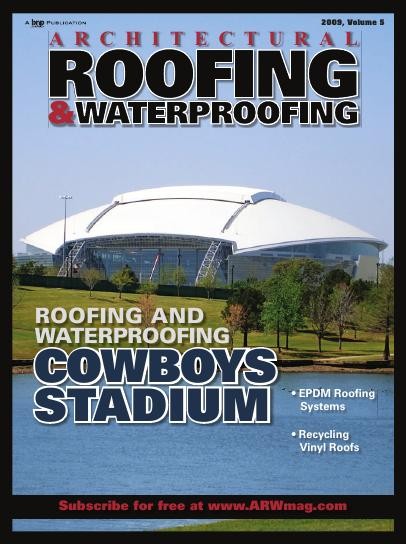 A bnp PUBLICATION
2009, Volume 5
ARCHITECTURAL
ROOFING
& WATERPROOFING
ROOFING AND
WATERPROOFING
COWBOYS
STADIUM
• EPDM Roofing
Systems
• Recycling
Vinyl Roofs
Subscribe for free at www.ARWmag.com